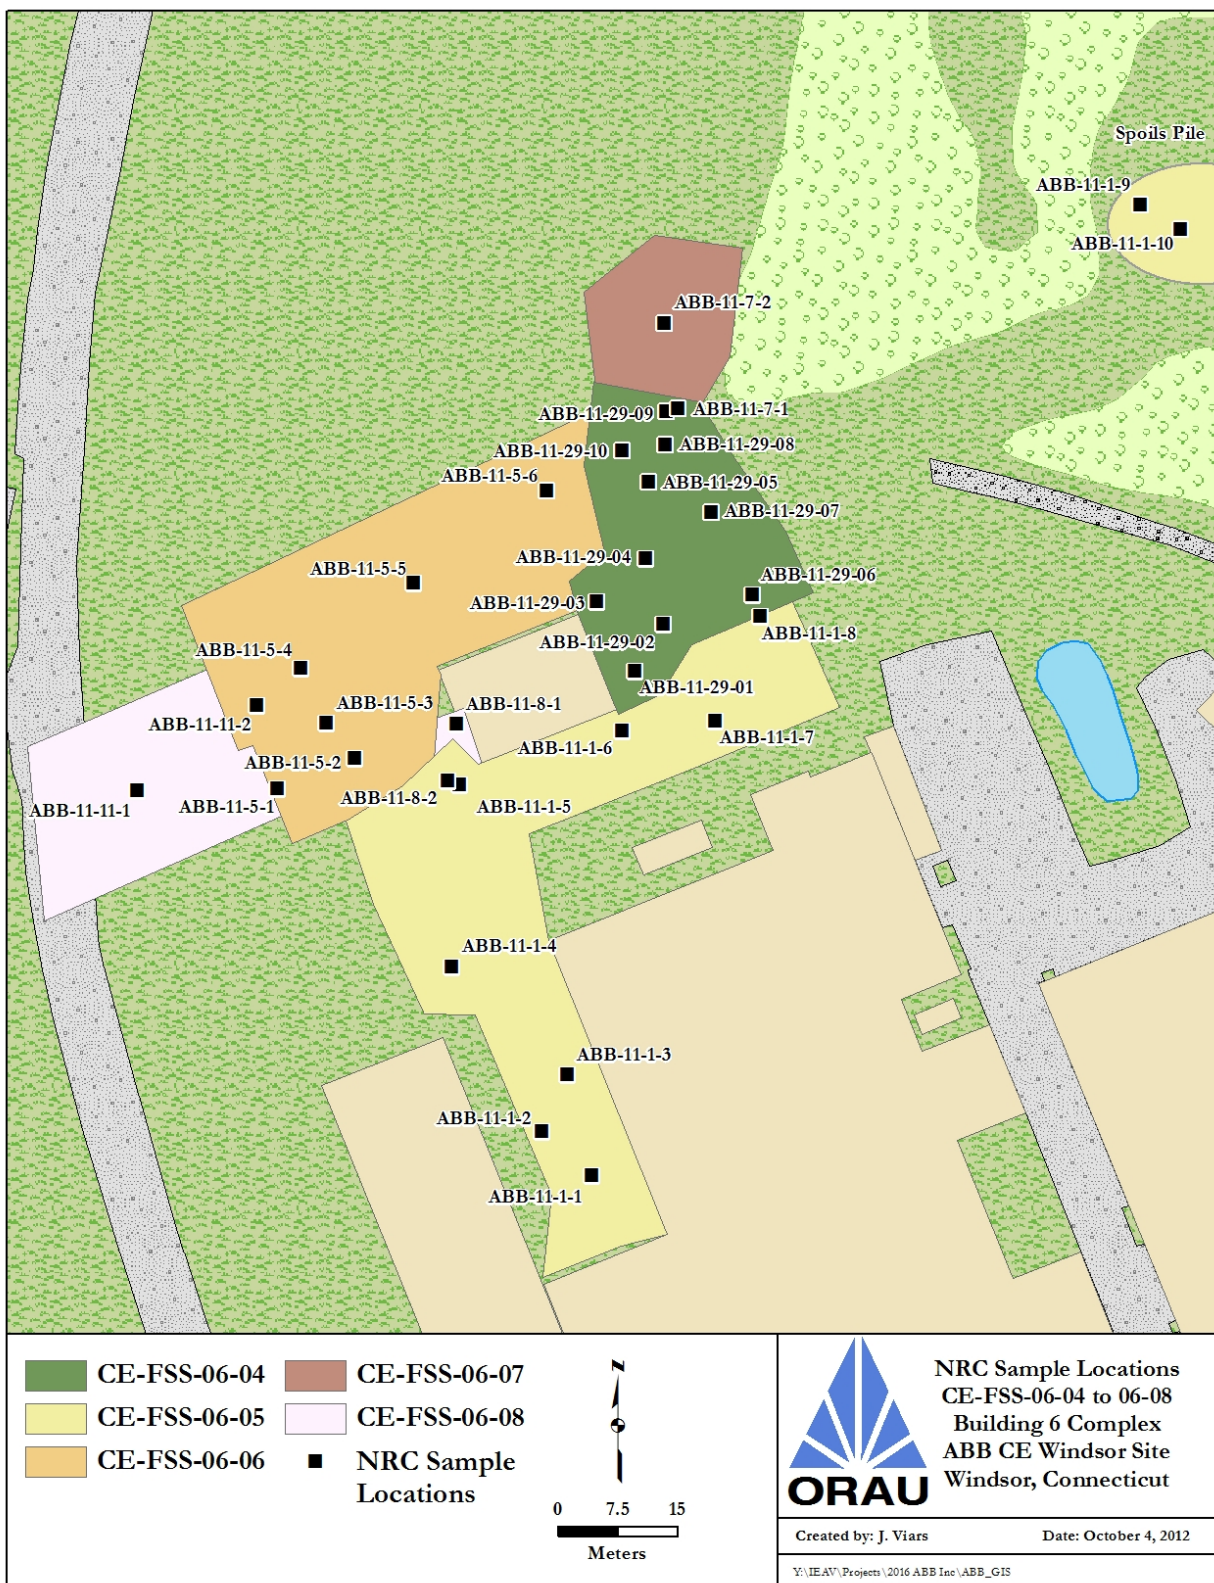 Spoils Pile
ABB-11-1-9
ABB-11-1-10
ABB-11-7-2
ABB-11-29-09
ABB-11-7-1
ABB-11-29-10
ABB-11-29-08
ABB-11-5-6
ABB-11-29-05
ABB-11-29-07
ABB-11-29-04
ABB-11-5-5
ABB-11-29-06
ABB-11-29-03
ABB-11-1-8
ABB-11-29-02
ABB-11-5-4
ABB-11-29-01
ABB-11-5-3
ABB-11-8-1
ABB-11-11-2
ABB-11-1-6
ABB-11-1-7
ABB-11-5-2
ABB-11-8-2
ABB-11-5-1
ABB-11-11-1
ABB-11-1-5
ABB-11-1-4
ABB-11-1-3
ABB-11-1-2
ABB-11-1-1
CE-FSS-06-04
CE-FSS-06-05
CE-FSS-06-06
CE-FSS-06-07
CE-FSS-06-08
NRC Sample
Locations
N
0 7.5 15
Meters
ORAU
NRC Sample Locations
CE-FSS-06-04 to 06-08
Building 6 Complex
ABB CE Windsor Site
Windsor, Connecticut
Created by: J. Viars Date: October 4, 2012
Y:\IEAV\Projects\2016 ABB Inc\ABB_GIS